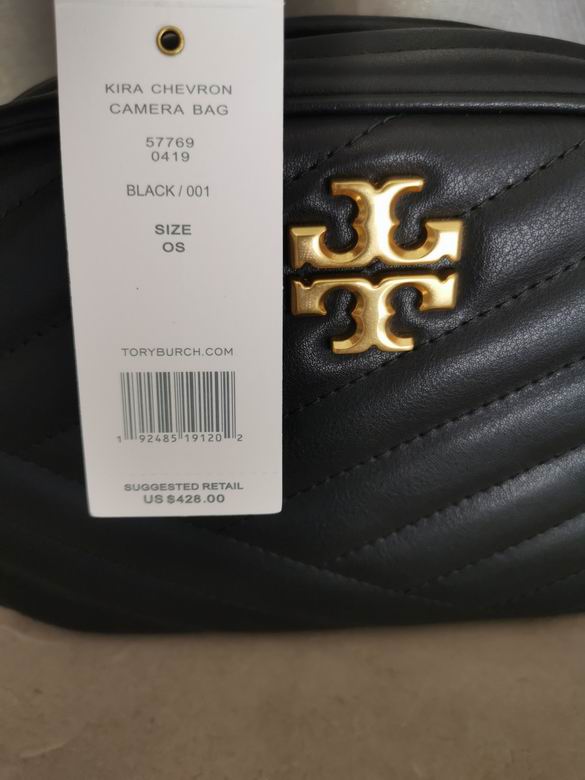 KIRA CHEVRON
CAMERA BAG
57769
0419
BLACK / 001
SIZE
OS
TORYBURCH.COM
1 92485 19120 2
SUGGESTED RETAIL
US $428.00